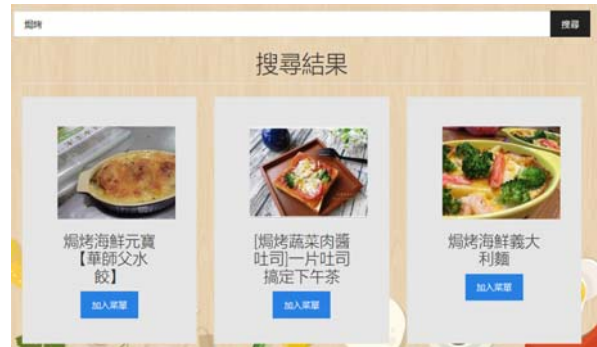 焗烤
搜尋
搜尋結果
焗烤海鮮元寶
【華師父水
餃】
加入菜單
[焗烤蔬菜肉醬
吐司]一片吐司
搞定下午茶
加入菜單
焗烤海鮮義大
利麵
加入菜單